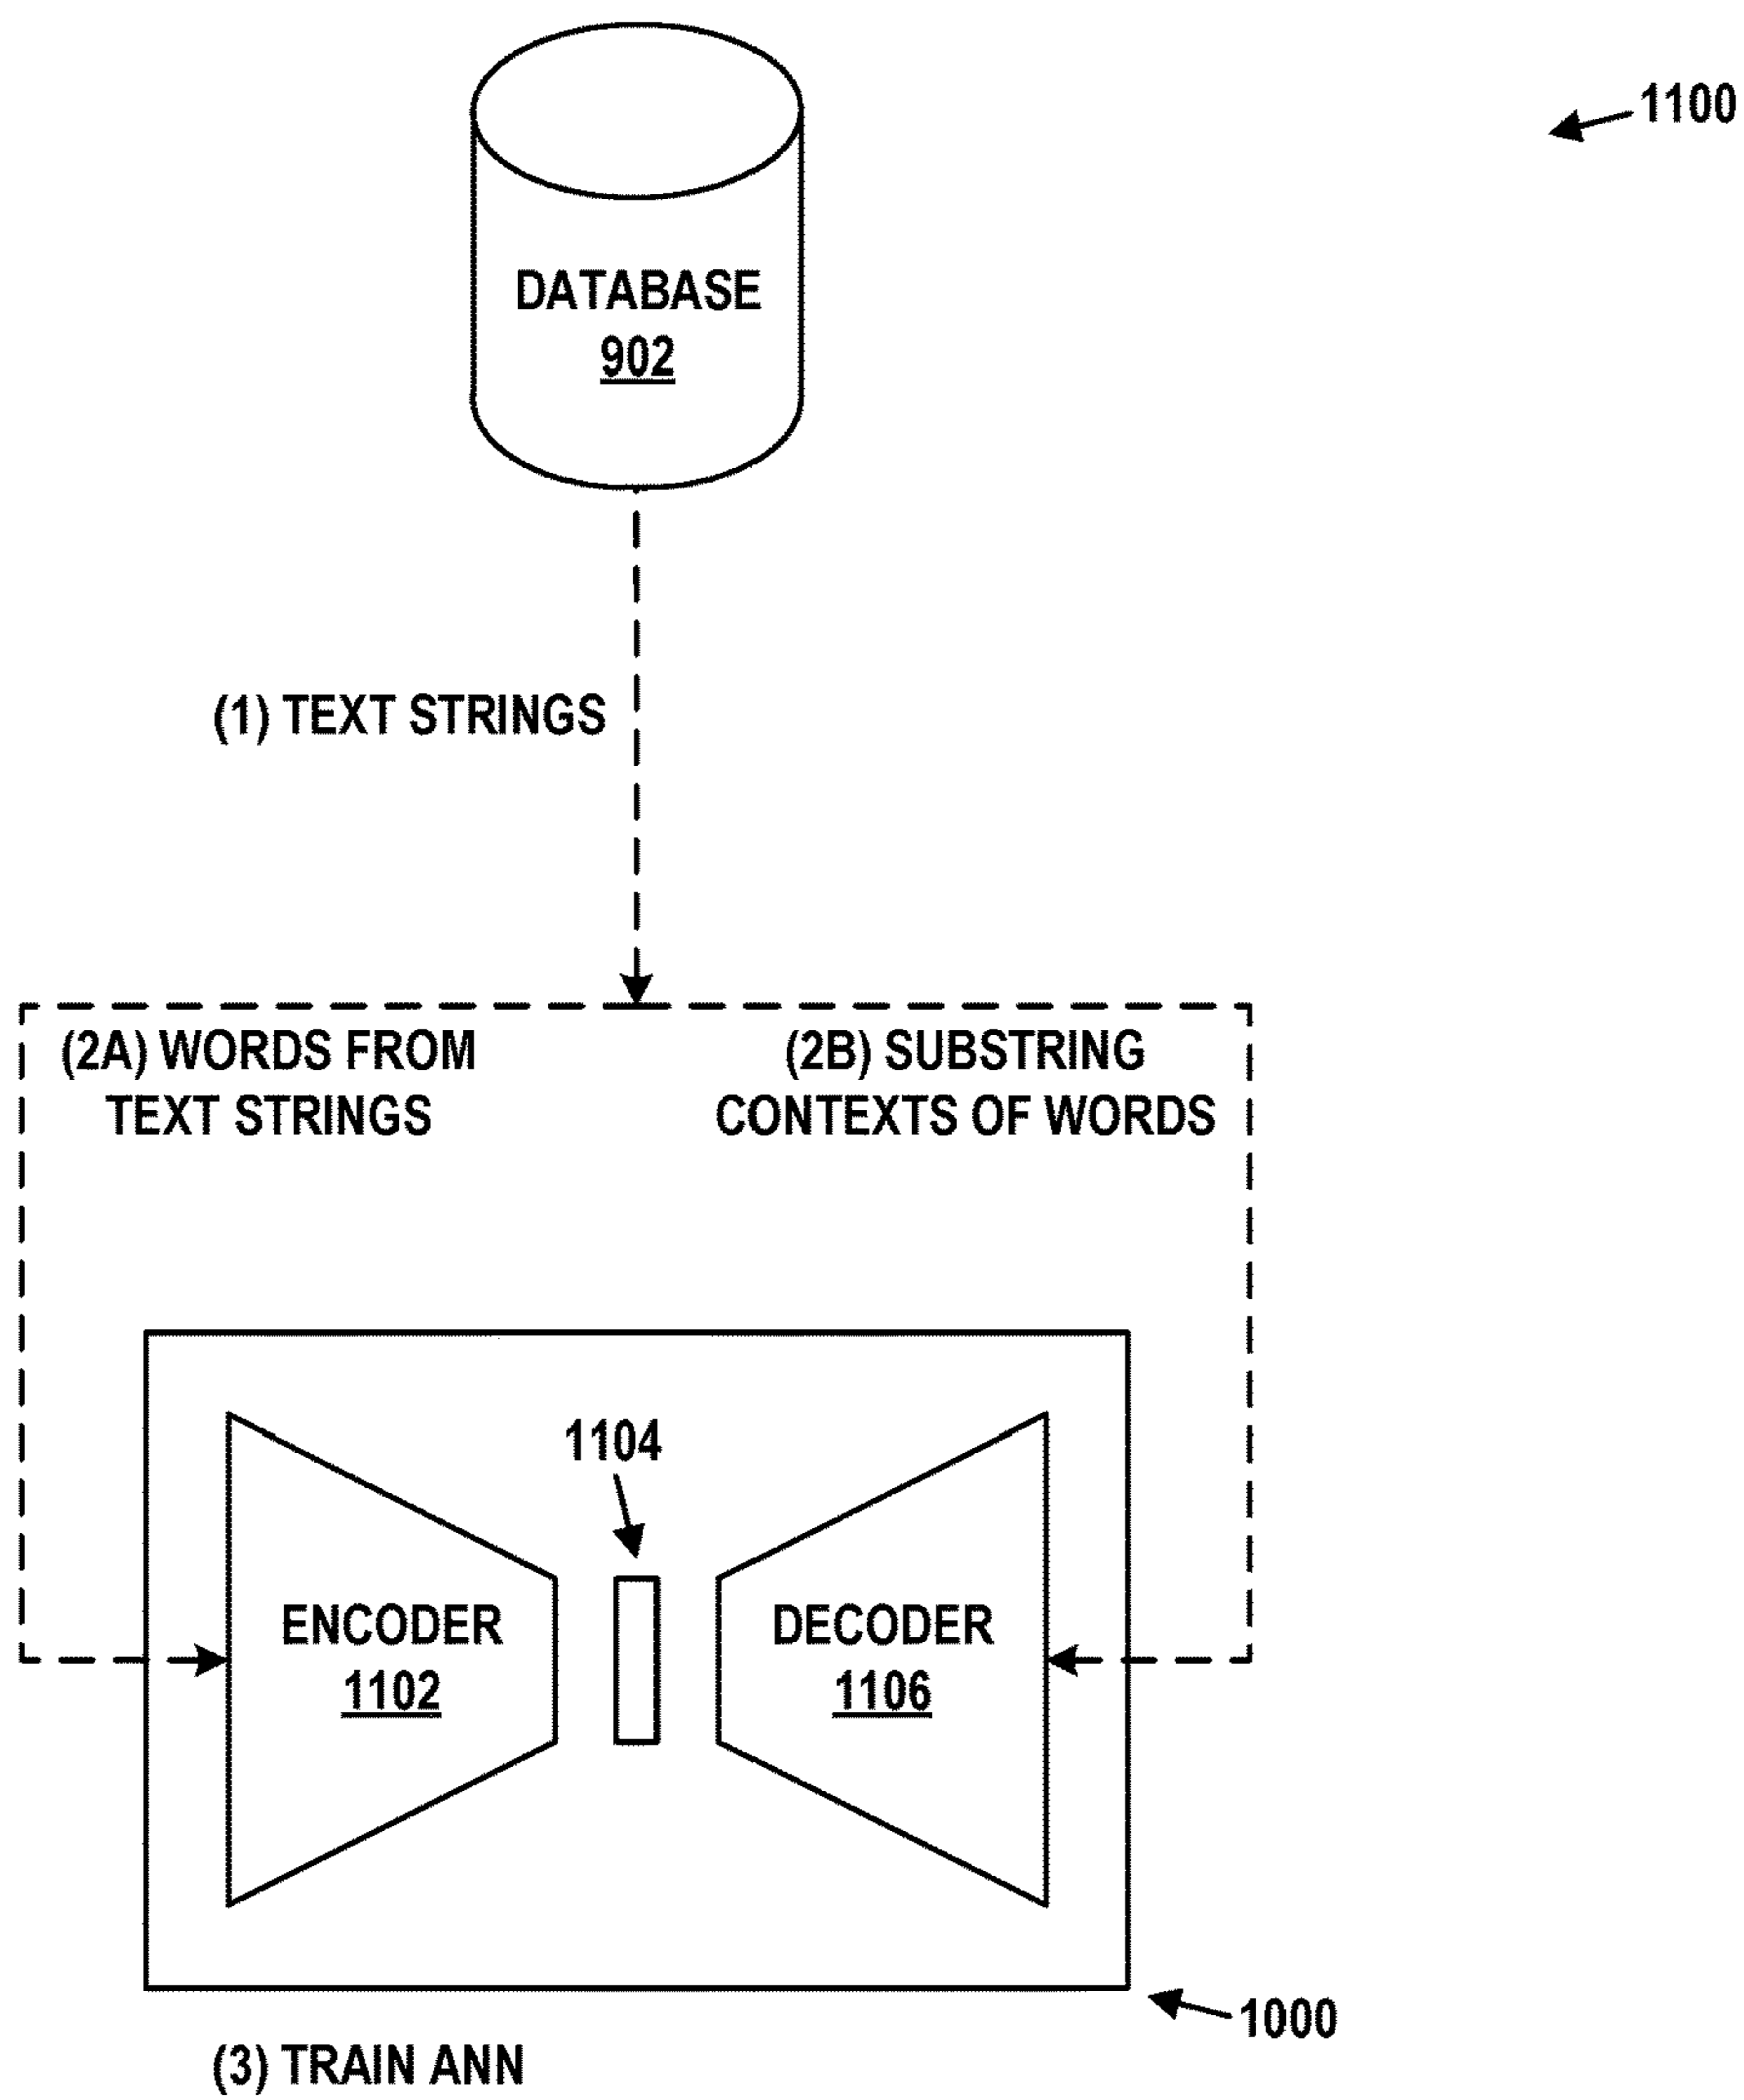 1100
DATABASE
902
(1) TEXT STRINGS
(2A) WORDS FROM
TEXT STRINGS
(2B) SUBSTRING
CONTEXTS OF WORDS
1104
ENCODER
1102
DECODER
1106
1000
(3) TRAIN ANN